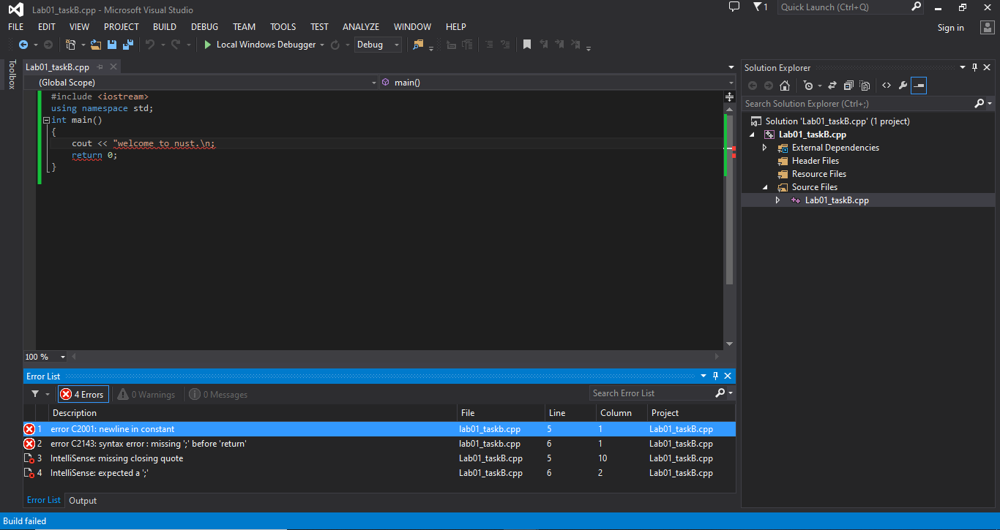 Lab01_taskB.cpp - Microsoft Visual Studio
1
Quick Launch (Ctrl+Q)
FILE EDIT VIEW PROJECT BUILD DEBUG TEAM TOOLS TEST ANALYZE WINDOW HELP
Sign in
Local Windows Debugger
Debug
Toolbox
Lab01_taskB.cpp
(Global Scope)
main()
#include <iostream>
using namespace std;
int main()
{
cout << "welcome to nust.\n;
return 0;
}
100 %
Solution Explorer
Search Solution Explorer (Ctrl+;)
Solution 'Lab01_taskB.cpp' (1 project)
Lab01_taskB.cpp
External Dependencies
Header Files
Resource Files
Source Files
Lab01_taskB.cpp
Error List
4 Errors
0 Warnings
0 Messages
Search Error List
Description File Line Column Project
1 error C2001: newline in constant lab01_taskb.cpp 5 1 Lab01_taskB.cpp
2 error C2143: syntax error : missing ';' before 'return' lab01_taskb.cpp 6 1 Lab01_taskB.cpp
3 IntelliSense: missing closing quote Lab01_taskB.cpp 5 10 Lab01_taskB.cpp
4 IntelliSense: expected a ';' Lab01_taskB.cpp 6 2 Lab01_taskB.cpp
Error List Output
Build failed